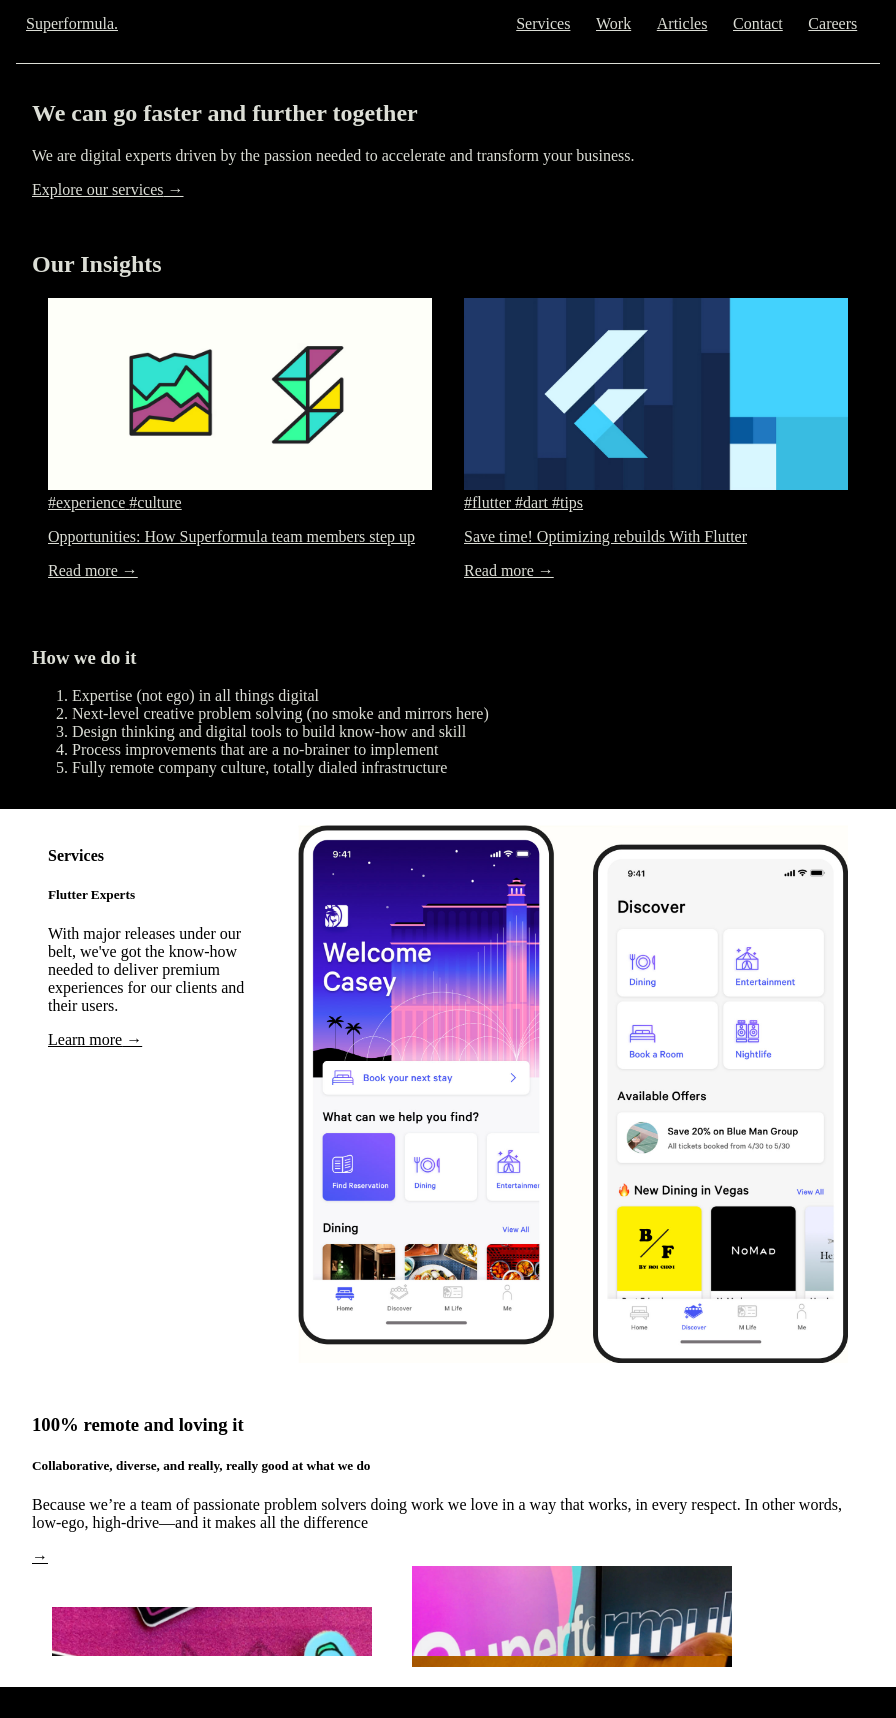 Superformula.
Services Work Articles Contact Careers
We can go faster and further together
We are digital experts driven by the passion needed to accelerate and transform your business.
Explore our services →
Our Insights
#experience #culture
Opportunities: How Superformula team members step up
Read more →
#flutter #dart #tips
Save time! Optimizing rebuilds With Flutter
Read more →
How we do it
1. Expertise (not ego) in all things digital
2. Next-level creative problem solving (no smoke and mirrors here)
3. Design thinking and digital tools to build know-how and skill
4. Process improvements that are a no-brainer to implement
5. Fully remote company culture, totally dialed infrastructure
Services
Flutter Experts
With major releases under our
belt, we've got the know-how
needed to deliver premium
experiences for our clients and
their users.
Learn more →
9:41
Welcome
Casey
Book your next stay
What can we help you find?
Find Reservation
Dining
Dining
View All
Home
Discover
M Life
Me
9:41
Discover
Dining
Entertainment
Book a Room
Nightlife
Available Offers
Save 20% on Blue Man Group
All tickets booked from 4/30 to 5/30
New Dining in Vegas
View All
B/F
BY ROI CHOI
NoMad
Home
Discover
M Life
Me
100% remote and loving it
Collaborative, diverse, and really, really good at what we do
Because we’re a team of passionate problem solvers doing work we love in a way that works, in every respect. In other words,
low-ego, high-drive—and it makes all the difference
→